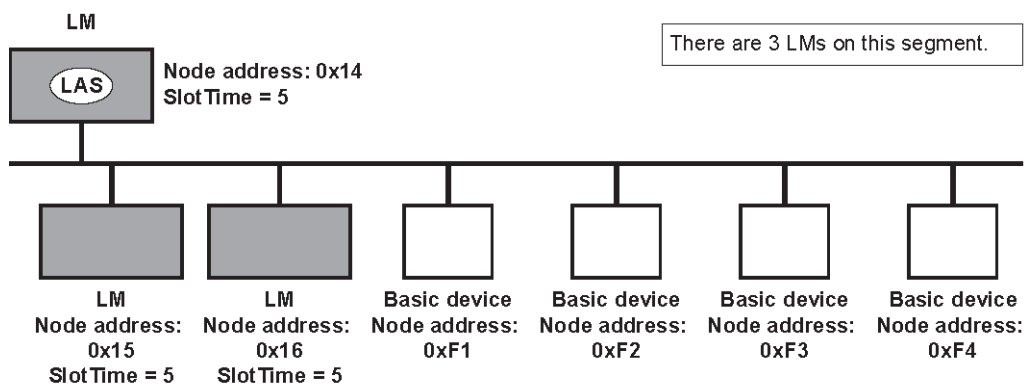 LM
There are 3 LMs on this segment.
LAS
Node address: 0x14
SlotTime = 5
LM
Node address:
0x15
SlotTime = 5
LM
Node address:
0x16
SlotTime = 5
Basic device
Node address:
0xF1
Basic device
Node address:
0xF2
Basic device
Node address:
0xF3
Basic device
Node address:
0xF4